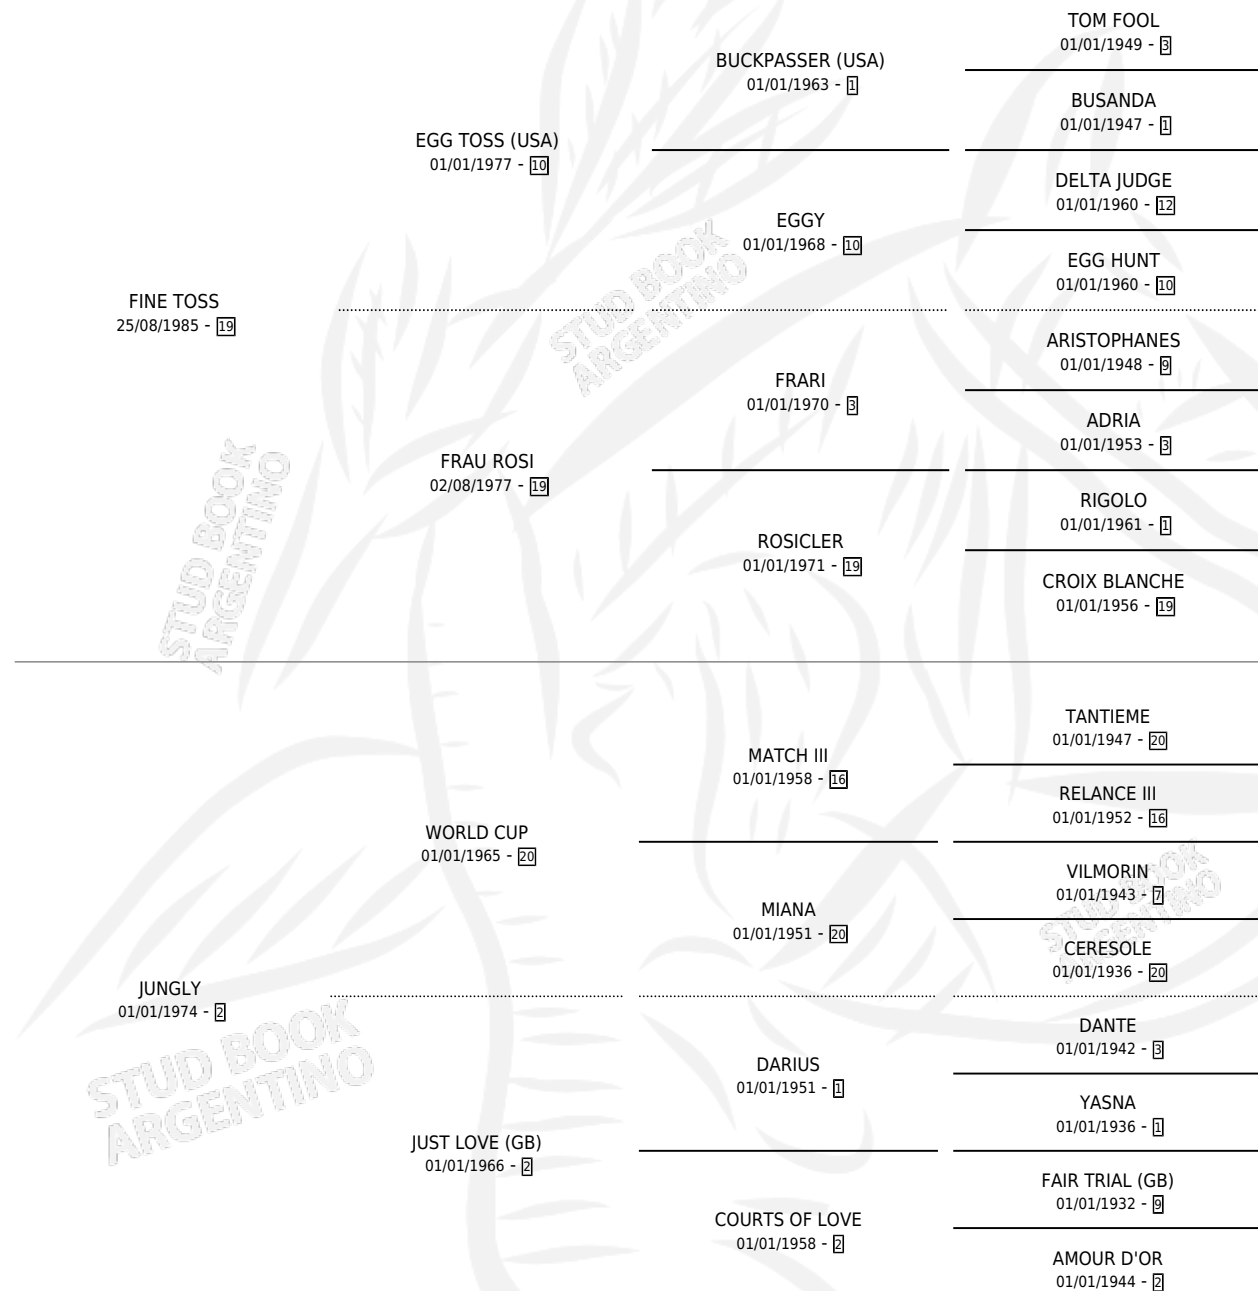 FINE TOSS
25/08/1985 - 19
EGG TOSS (USA)
01/01/1977 - 10
FRAU ROSI
02/08/1977 - 19
BUCKPASSER (USA)
01/01/1963 - 1
EGGY
01/01/1968 - 10
FRARI
01/01/1970 - 3
ROSICLER
01/01/1971 - 19
TOM FOOL
01/01/1949 - 3
BUSANDA
01/01/1947 - 1
DELTA JUDGE
01/01/1960 - 12
EGG HUNT
01/01/1960 - 10
ARISTOPHANES
01/01/1948 - 9
ADRIA
01/01/1953 - 3
RIGOLO
01/01/1961 - 1
CROIX BLANCHE
01/01/1956 - 19
JUNGLY
01/01/1974 - 2
WORLD CUP
01/01/1965 - 20
JUST LOVE (GB)
01/01/1966 - 2
MATCH III
01/01/1958 - 16
MIANA
01/01/1951 - 20
DARIUS
01/01/1951 - 1
COURTS OF LOVE
01/01/1958 - 2
TANTIEME
01/01/1947 - 20
RELANCE III
01/01/1952 - 16
VILMORIN
01/01/1943 - 7
CERESOLE
01/01/1936 - 20
DANTE
01/01/1942 - 3
YASNA
01/01/1936 - 1
FAIR TRIAL (GB)
01/01/1932 - 9
AMOUR D'OR
01/01/1944 - 2
STUD BOOK
ARGENTINO
STUD BOOK
ARGENTINO
STUD BOOK
ARGENTINO
STUD BOOK
ARGENTINO